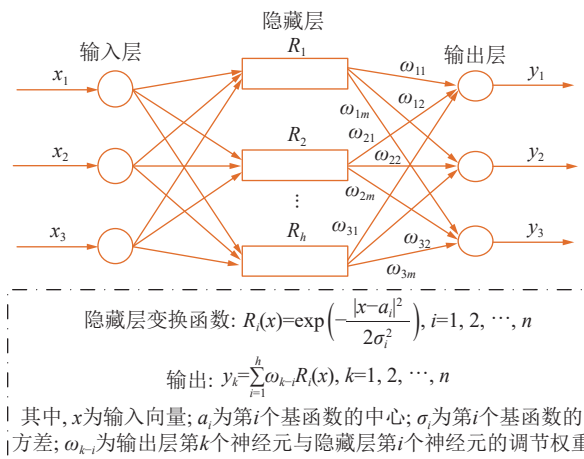 隐藏层
输入层
R₁
输出层
x₁
ω₁₁
y₁
ω₁₂
ω₁ₘ
ω₂₁
x₂
R₂
ω₂₂
y₂
ω₂ₘ
⋮
x₃
Rₕ
ω₃₁
ω₃₂
y₃
ω₃ₘ
隐藏层变换函数: Rᵢ(x)=exp(−|x−aᵢ|²/2σᵢ²), i=1, 2, ⋯, n
输出: yₖ=∑ᵢ₌₁ʰωₖ₋ᵢRᵢ(x), k=1, 2, ⋯, n
其中, x为输入向量; aᵢ为第i个基函数的中心; σᵢ为第i个基函数的
方差; ωₖ₋ᵢ为输出层第k个神经元与隐藏层第i个神经元的调节权重